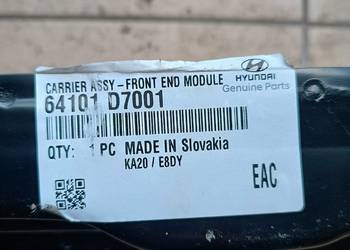 CARRIER ASSY-FRONT END MODULE
HYUNDAI
64101 D7001
Genuine Parts
QTY: 1 PC MADE IN Slovakia
KA20 / E8DY
EAC